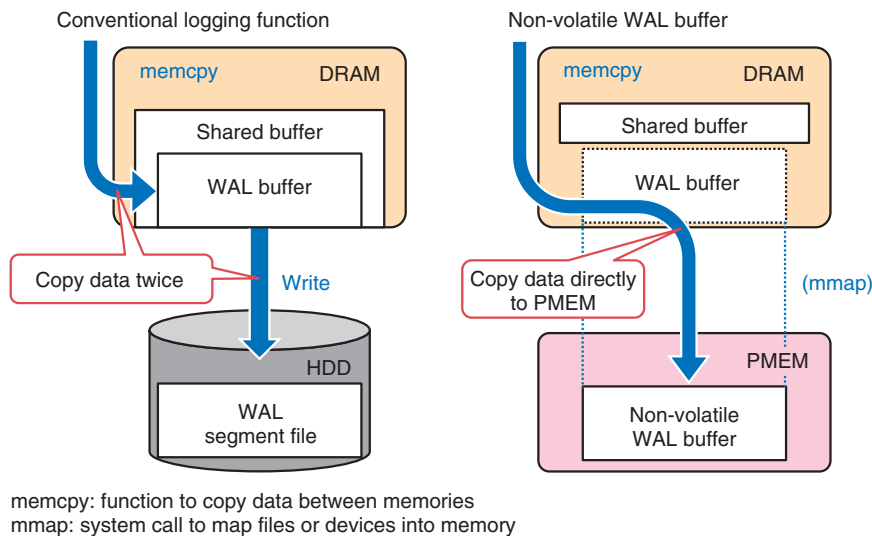 Conventional logging function
memcpy
DRAM
Shared buffer
WAL buffer
Copy data twice
Write
HDD
WAL
segment file
Non-volatile WAL buffer
memcpy
DRAM
Shared buffer
WAL buffer
Copy data directly
to PMEM
(mmap)
PMEM
Non-volatile
WAL buffer
memcpy: function to copy data between memories
mmap: system call to map files or devices into memory